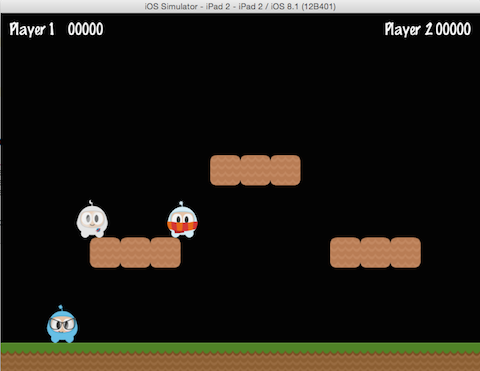 iOS Simulator - iPad 2 - iPad 2 / iOS 8.1 (12B401)
Player 1 00000
Player 2 00000